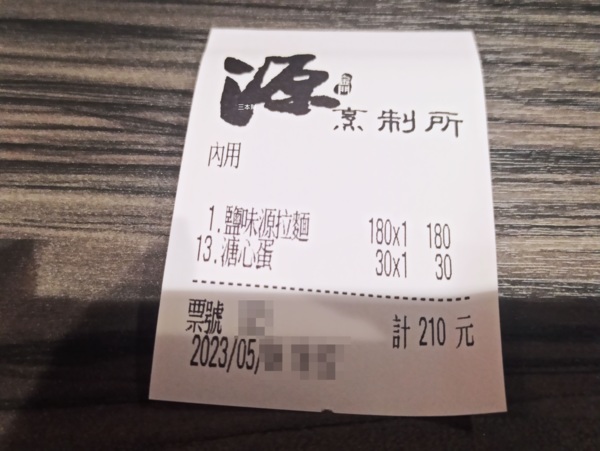 源
烹制所
內用
1.鹽味源拉麵 180x1 180
13.溏心蛋 30x1 30
票號
計 210 元
2023/05/